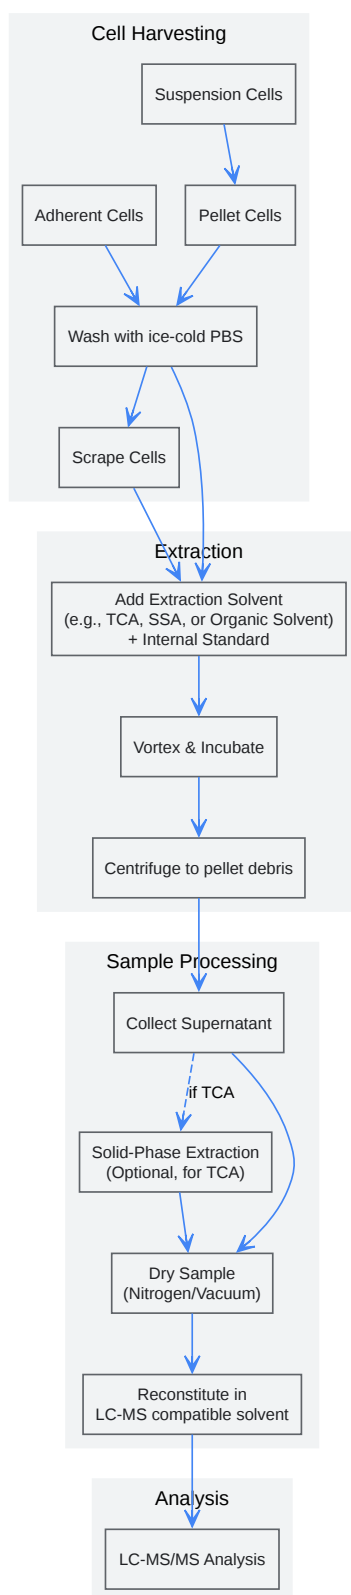 Cell Harvesting
Suspension Cells
Adherent Cells
Pellet Cells
Wash with ice-cold PBS
Scrape Cells
Extraction
Add Extraction Solvent
(e.g., TCA, SSA, or Organic Solvent)
+ Internal Standard
Vortex & Incubate
Centrifuge to pellet debris
Sample Processing
Collect Supernatant
if TCA
Solid-Phase Extraction
(Optional, for TCA)
Dry Sample
(Nitrogen/Vacuum)
Reconstitute in
LC-MS compatible solvent
Analysis
LC-MS/MS Analysis